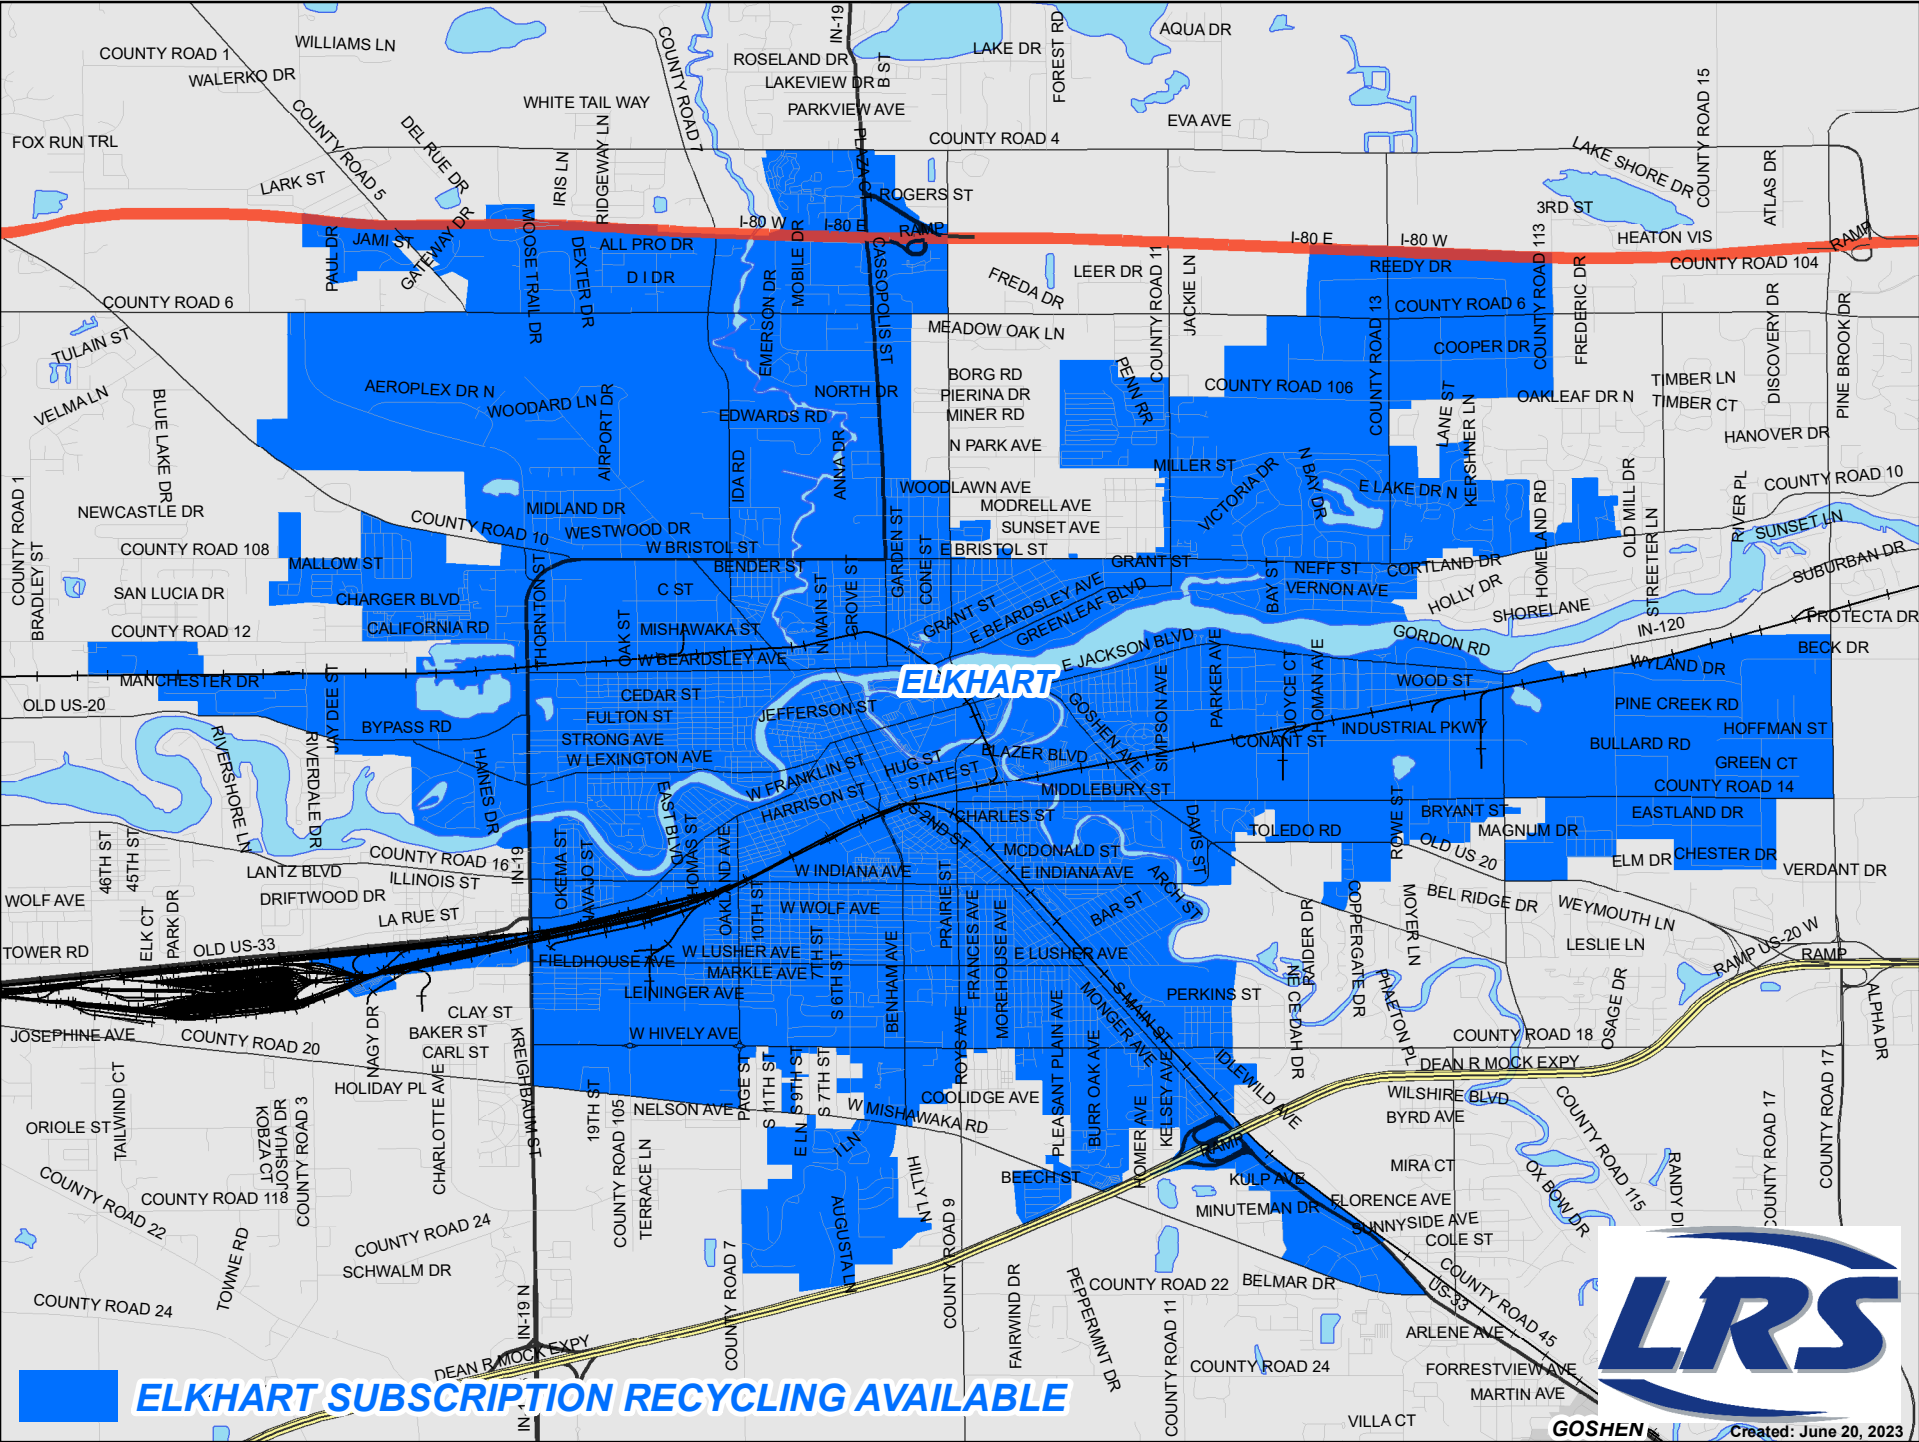 IN-19
WILLIAMS LN
COUNTY ROAD 1
WALERKO DR
COUNTY ROAD 7
ROSELAND DR
LAKEVIEW DR
B ST
PARKVIEW AVE
LAKE DR
FOREST RD
AQUA DR
EVA AVE
COUNTY ROAD 15
WHITE TAIL WAY
FOX RUN TRL
COUNTY ROAD 5
DEL RUE DR
LARK ST
IRIS LN
RIDGEWAY LN
PLAZA CT
COUNTY ROAD 4
LAKE SHORE DR
ATLAS DR
ROGERS ST
3RD ST
PAUL DR
JAMI ST
GATEWAY DR
MOOSE TRAIL DR
DEXTER DR
ALL PRO DR
D I DR
I-80 W
I-80 E
RAMP
MOBILE DR
EMERSON DR
CASSOPOLIS ST
FREDA DR
LEER DR
COUNTY ROAD 11
JACKIE LN
I-80 E
I-80 W
REEDY DR
HEATON VIS
COUNTY ROAD 104
RAMP
COUNTY ROAD 113
FREDERIC DR
COUNTY ROAD 6
COUNTY ROAD 6
COUNTY ROAD 13
COOPER DR
DISCOVERY DR
PINE BROOK DR
TULAIN ST
MEADOW OAK LN
VELMA LN
BLUE LAKE DR
AEROPLEX DR N
WOODARD LN
AIRPORT DR
EDWARDS RD
NORTH DR
BORG RD
PIERINA DR
MINER RD
PENN RR
COUNTY ROAD 106
LANE ST
KERSHNER LN
OAKLEAF DR N
TIMBER LN
TIMBER CT
HANOVER DR
N PARK AVE
IDA RD
ANNA DR
MILLER ST
VICTORIA DR
N BAY DR
E LAKE DR N
COUNTY ROAD 10
RIVER PL
OLD MILL DR
HOMELAND RD
STREETER LN
SUNSET LN
SUBURBAN DR
COUNTY ROAD 1
BRADLEY ST
NEWCASTLE DR
COUNTY ROAD 108
MALLOW ST
COUNTY ROAD 10
MIDLAND DR
WESTWOOD DR
W BRISTOL ST
BENDER ST
WOODLAWN AVE
MODRELL AVE
SUNSET AVE
E BRISTOL ST
GARDEN ST
CONE ST
GRANT ST
NEFF ST
VERNON AVE
BAY ST
CORTLAND DR
HOLLY DR
SHORELANE
GORDON RD
IN-120
PROTECTA DR
BECK DR
SAN LUCIA DR
CHARGER BLVD
COUNTY ROAD 12
CALIFORNIA RD
THORNTON ST
C ST
OAK ST
MISHAWAKA ST
W BEARDSLEY AVE
N MAIN ST
GROVE ST
GRANT ST
E BEARDSLEY AVE
GREENLEAF BLVD
E JACKSON BLVD
ELKHART
MANCHESTER DR
OLD US-20
JAY DEE ST
BYPASS RD
CEDAR ST
FULTON ST
STRONG AVE
W LEXINGTON AVE
JEFFERSON ST
GOSHEN AVE
SIMPSON AVE
PARKER AVE
JOYCE CT
HOMAN AVE
WOOD ST
INDUSTRIAL PKWY
CONANT ST
WYLAND DR
PINE CREEK RD
HOFFMAN ST
BULLARD RD
GREEN CT
COUNTY ROAD 14
RIVERSHORE LN
RIVERDALE DR
HAINES DR
EAST BLVD
W FRANKLIN ST
HARRISON ST
HUG ST
STATE ST
BLAZER BLVD
MIDDLEBURY ST
S 2ND ST
CHARLES ST
DAVIS ST
TOLEDO RD
ROWE ST
BRYANT ST
MAGNUM DR
EASTLAND DR
OLD US 20
ELM DR
CHESTER DR
VERDANT DR
46TH ST
45TH ST
COUNTY ROAD 16
IN-19
LANTZ BLVD
ILLINOIS ST
DRIFTWOOD DR
OKEMA ST
NAVAJO ST
THOMAS ST
OAKLAND AVE
W INDIANA AVE
MCDONALD ST
E INDIANA AVE
ARCH ST
BAR ST
PRAIRIE ST
WOLF AVE
ELK CT
PARK DR
LA RUE ST
10TH ST
W WOLF AVE
FRANCES AVE
MOREHOUSE AVE
RAIDER DR
COPPERGATE DR
MOYER LN
BEL RIDGE DR
WEYMOUTH LN
LESLIE LN
RAMP US-20 W
RAMP
TOWER RD
OLD US-33
FIELDHOUSE AVE
W LUSHER AVE
MARKLE AVE
LEININGER AVE
7TH ST
S 6TH ST
BENHAM AVE
E LUSHER AVE
S MAIN ST
MONGER AVE
PERKINS ST
NE CE DAH DR
PHAETON PL
OSAGE DR
ALPHA DR
JOSEPHINE AVE
COUNTY ROAD 20
NAGY DR
CLAY ST
BAKER ST
CARL ST
KREIGHBAUM ST
W HIVELY AVE
COUNTY ROAD 18
DEAN R MOCK EXPY
TAILWIND CT
HOLIDAY PL
CHARLOTTE AVE
19TH ST
COUNTY ROAD 105
NELSON AVE
PAGE ST
S 11TH ST
S 9TH ST
S 7TH ST
E LN
I LN
W MISHAWAKA RD
COOLIDGE AVE
ROYS AVE
PLEASANT PLAIN AVE
BURR OAK AVE
HOMER AVE
KELSEY AVE
IDLEWILD AVE
RAMP
WILSHIRE BLVD
BYRD AVE
COUNTY ROAD 115
COUNTY ROAD 17
COUNTY ROAD 17
ORIOLE ST
KOBZA CT
JOSHUA DR
COUNTY ROAD 3
COUNTY ROAD 118
COUNTY ROAD 22
TERRACE LN
HILLY LN
BEECH ST
KULP AVE
MINUTEMAN DR
MIRA CT
FLORENCE AVE
SUNNYSIDE AVE
COLE ST
OX BOW DR
TOWNE RD
COUNTY ROAD 24
SCHWALM DR
COUNTY ROAD 24
N IN-19
COUNTY ROAD 7
AUGUSTA LN
COUNTY ROAD 9
FAIRWIND DR
PEPPERMINT DR
COUNTY ROAD 22
COUNTY ROAD 11
BELMAR DR
US-33
COUNTY ROAD 45
ARLENE AVE
FORRESTVIEW AVE
MARTIN AVE
COUNTY ROAD 24
VILLA CT
DEAN R MOCK EXPY
LRS
ELKHART SUBSCRIPTION RECYCLING AVAILABLE
GOSHEN
Created: June 20, 2023